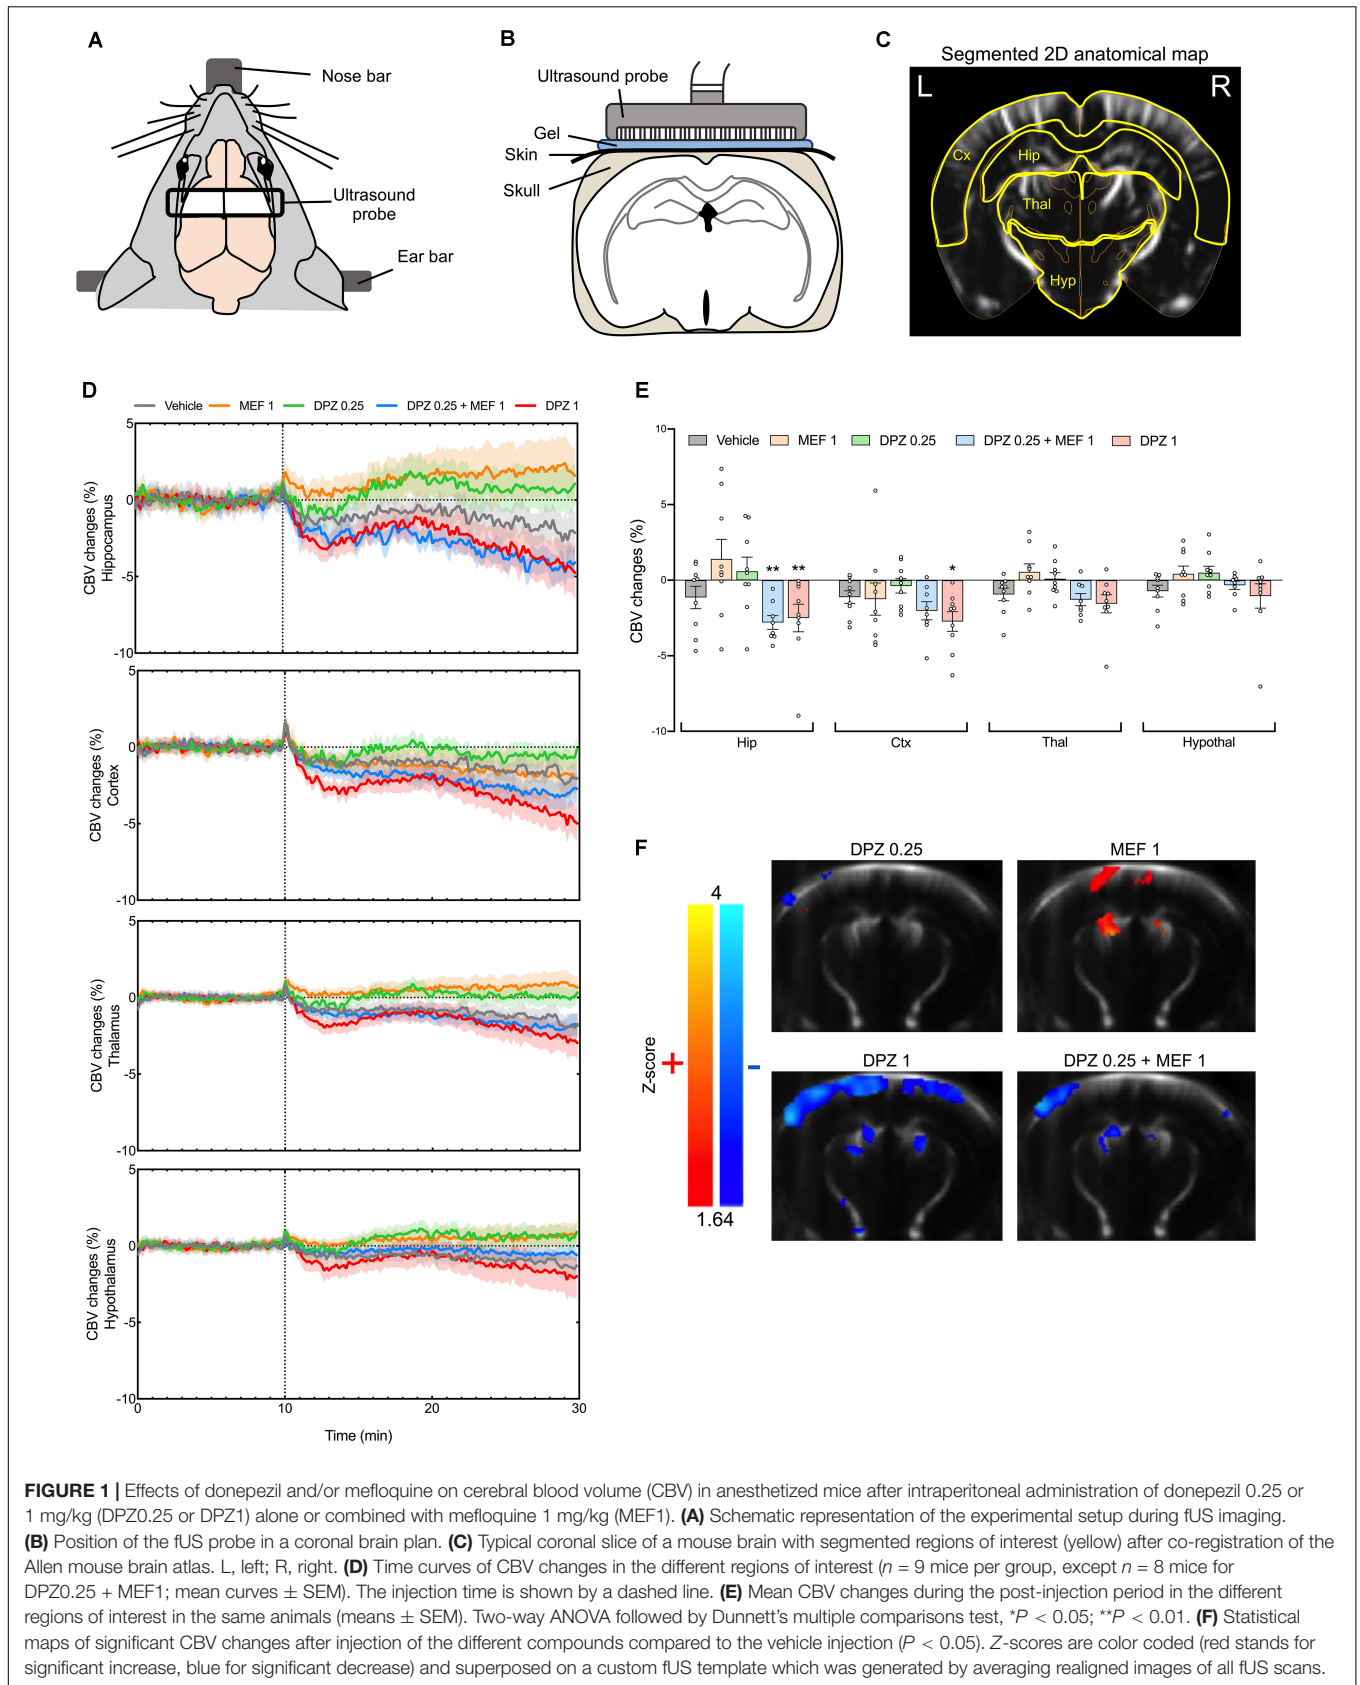 A
Nose bar
Ultrasound
probe
Ear bar
B
Ultrasound probe
Gel
Skin
Skull
C
Segmented 2D anatomical map
L
R
Cx
Hip
Thal
Hyp
D
Vehicle MEF 1 DPZ 0.25 DPZ 0.25 + MEF 1 DPZ 1
CBV changes (%)
Hippocampus
5
0
-5
-10
CBV changes (%)
Cortex
5
0
-5
-10
CBV changes (%)
Thalamus
5
0
-5
-10
CBV changes (%)
Hypothalamus
5
0
-5
-10
0 10 20 30
Time (min)
E
Vehicle MEF 1 DPZ 0.25 DPZ 0.25 + MEF 1 DPZ 1
CBV changes (%)
10
5
0
-5
-10
** ** *
Hip Ctx Thal Hypothal
F
DPZ 0.25
MEF 1
DPZ 1
DPZ 0.25 + MEF 1
Z-score
+
-
4
1.64
FIGURE 1 | Effects of donepezil and/or mefloquine on cerebral blood volume (CBV) in anesthetized mice after intraperitoneal administration of donepezil 0.25 or
1 mg/kg (DPZ0.25 or DPZ1) alone or combined with mefloquine 1 mg/kg (MEF1). (A) Schematic representation of the experimental setup during fUS imaging.
(B) Position of the fUS probe in a coronal brain plan. (C) Typical coronal slice of a mouse brain with segmented regions of interest (yellow) after co-registration of the
Allen mouse brain atlas. L, left; R, right. (D) Time curves of CBV changes in the different regions of interest (n = 9 mice per group, except n = 8 mice for
DPZ0.25 + MEF1; mean curves ± SEM). The injection time is shown by a dashed line. (E) Mean CBV changes during the post-injection period in the different
regions of interest in the same animals (means ± SEM). Two-way ANOVA followed by Dunnett's multiple comparisons test, *P < 0.05; **P < 0.01. (F) Statistical
maps of significant CBV changes after injection of the different compounds compared to the vehicle injection (P < 0.05). Z-scores are color coded (red stands for
significant increase, blue for significant decrease) and superposed on a custom fUS template which was generated by averaging realigned images of all fUS scans.